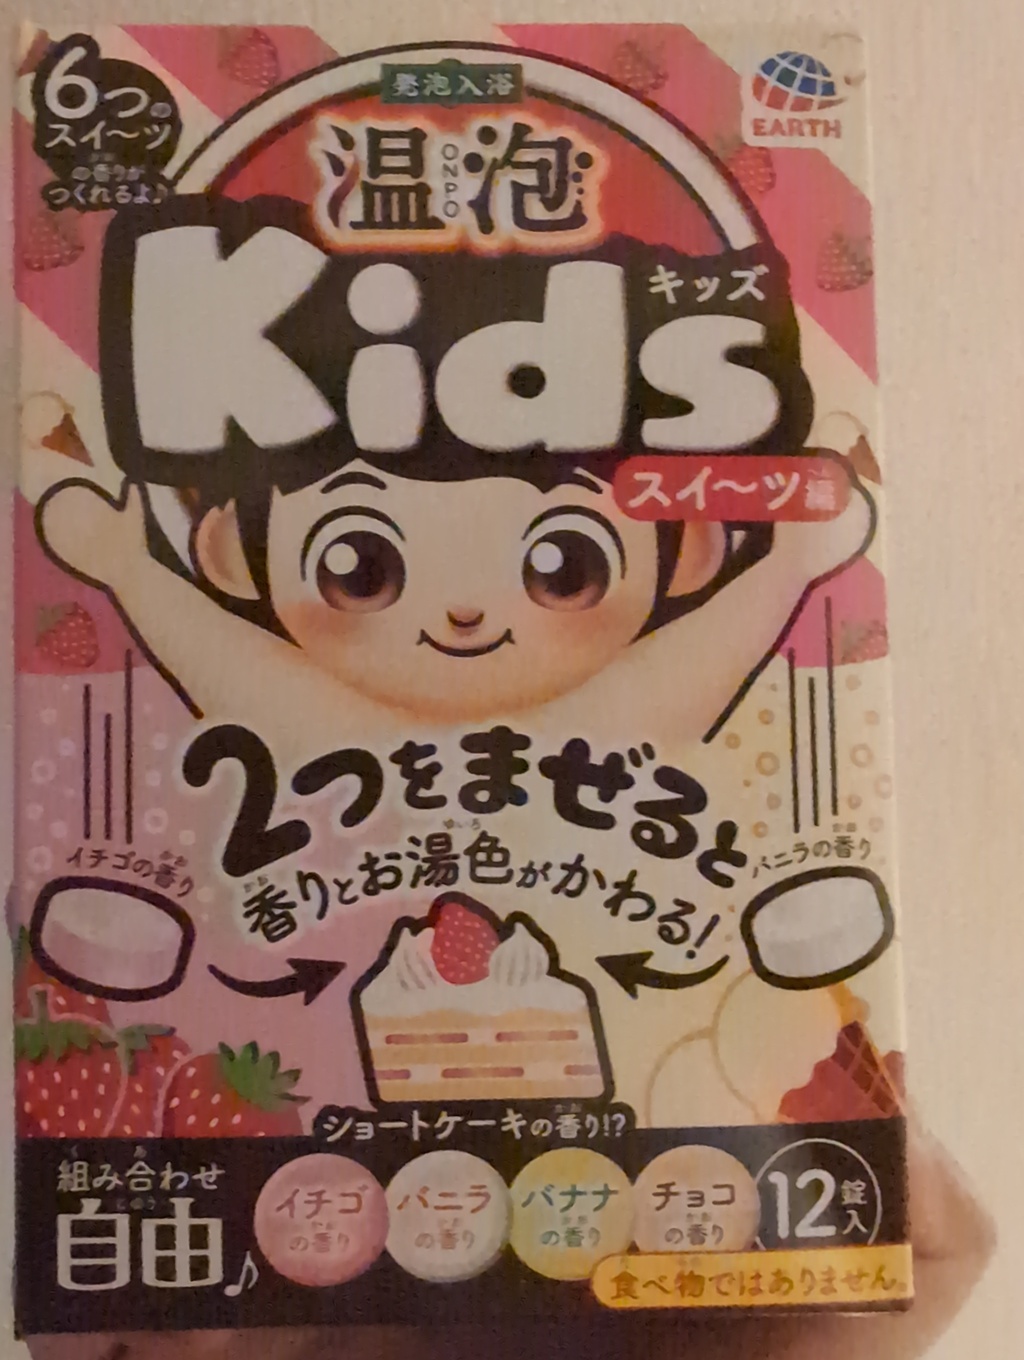 6つの
スイ〜ツ
の香りが
つくれるよ♪
発泡入浴
EARTH
温泡
ONPO
Kids
キッズ
スイ〜ツ編
2つをまぜると
香りとお湯色がかわる!
イチゴの香り
バニラの香り
ショートケーキの香り!?
組み合わせ
自由♪
イチゴ
の香り
バニラ
の香り
バナナ
の香り
チョコ
の香り
12錠入
食べ物ではありません。